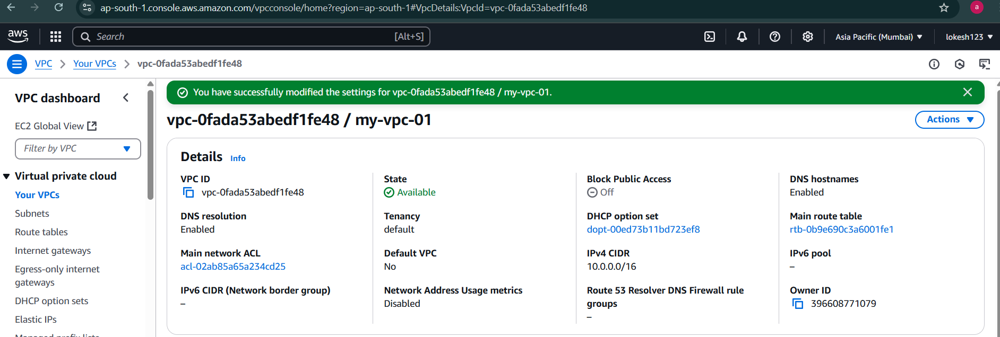 ap-south-1.console.aws.amazon.com/vpcconsole/home?region=ap-south-1#VpcDetails:VpcId=vpc-0fada53abedf1fe48
a
aws
Search
[Alt+S]
Asia Pacific (Mumbai)
lokesh123
VPC
Your VPCs
vpc-0fada53abedf1fe48
VPC dashboard
EC2 Global View
Filter by VPC
Virtual private cloud
Your VPCs
Subnets
Route tables
Internet gateways
Egress-only internet
gateways
DHCP option sets
Elastic IPs
Managed prefix lists
You have successfully modified the settings for vpc-0fada53abedf1fe48 / my-vpc-01.
vpc-0fada53abedf1fe48 / my-vpc-01
Actions
Details Info
VPC ID
vpc-0fada53abedf1fe48
State
Available
Block Public Access
Off
DNS hostnames
Enabled
DNS resolution
Enabled
Tenancy
default
DHCP option set
dopt-00ed73b11bd723ef8
Main route table
rtb-0b9e690c3a6001fe1
Main network ACL
acl-02ab85a65a234cd25
Default VPC
No
IPv4 CIDR
10.0.0.0/16
IPv6 pool
–
IPv6 CIDR (Network border group)
–
Network Address Usage metrics
Disabled
Route 53 Resolver DNS Firewall rule
groups
–
Owner ID
396608771079